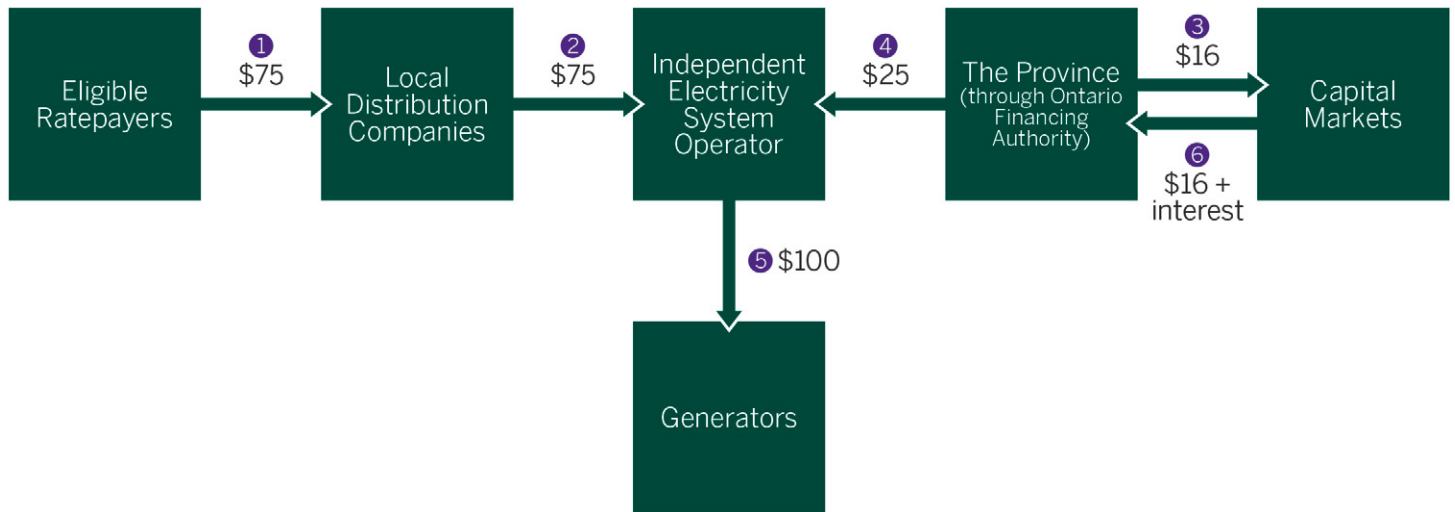 Eligible
Ratepayers
1
$75
Local
Distribution
Companies
2
$75
Independent
Electricity
System
Operator
4
$25
The Province
(through Ontario
Financing
Authority)
3
$16
6
$16 +
interest
Capital
Markets
5 $100
Generators